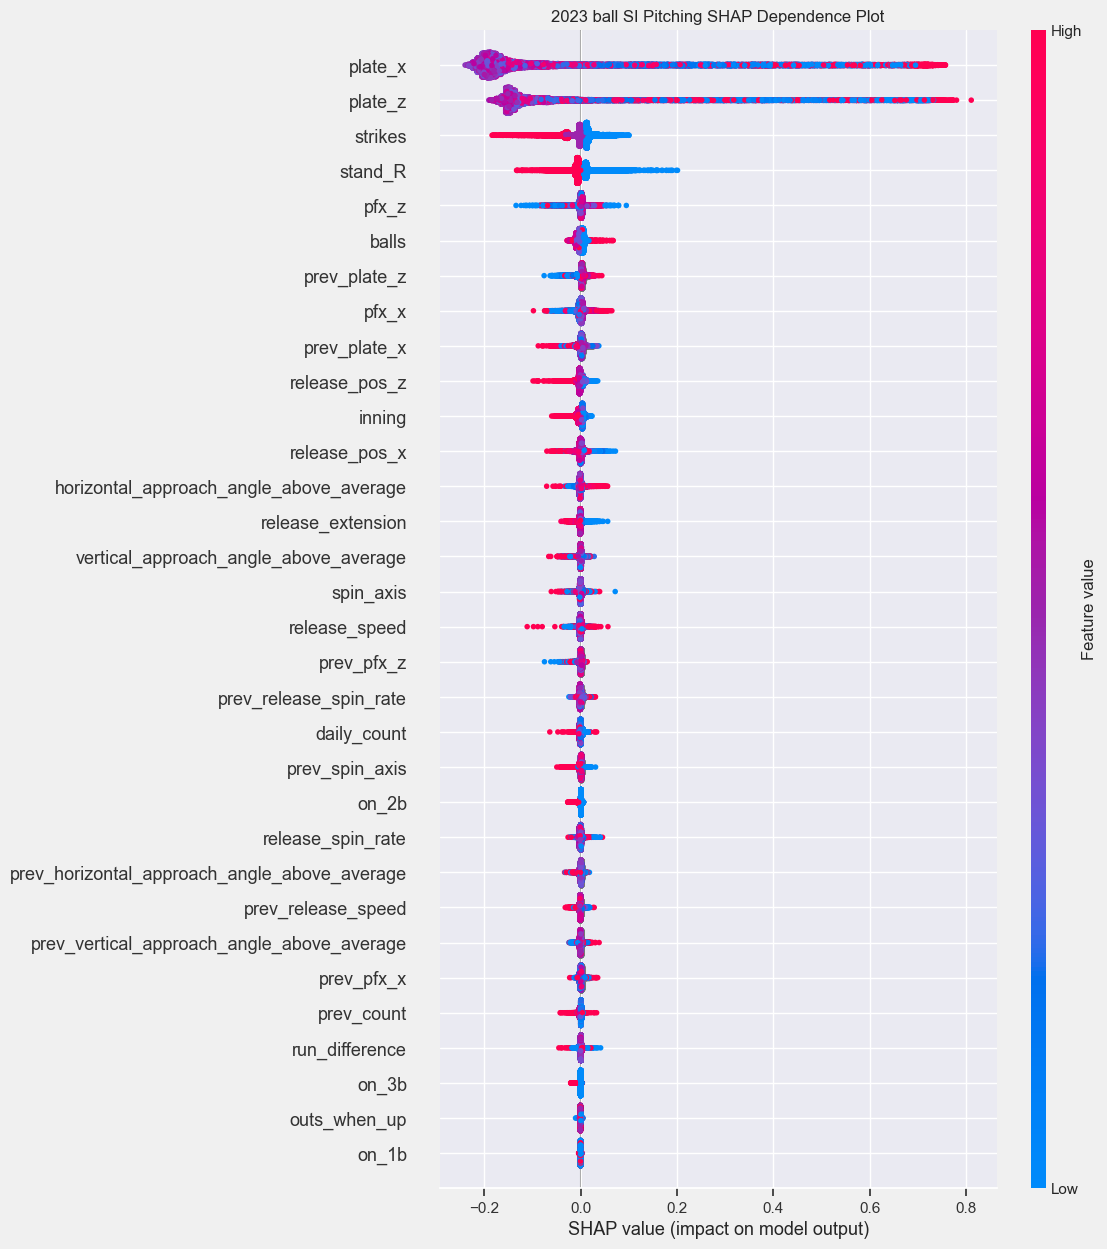 2023 ball SI Pitching SHAP Dependence Plot
High
plate_x
plate_z
strikes
stand_R
pfx_z
balls
prev_plate_z
pfx_x
prev_plate_x
release_pos_z
inning
release_pos_x
horizontal_approach_angle_above_average
release_extension
vertical_approach_angle_above_average
spin_axis
release_speed
prev_pfx_z
prev_release_spin_rate
daily_count
prev_spin_axis
on_2b
release_spin_rate
prev_horizontal_approach_angle_above_average
prev_release_speed
prev_vertical_approach_angle_above_average
prev_pfx_x
prev_count
run_difference
on_3b
outs_when_up
on_1b
Feature value
Low
−0.2 0.0 0.2 0.4 0.6 0.8
SHAP value (impact on model output)